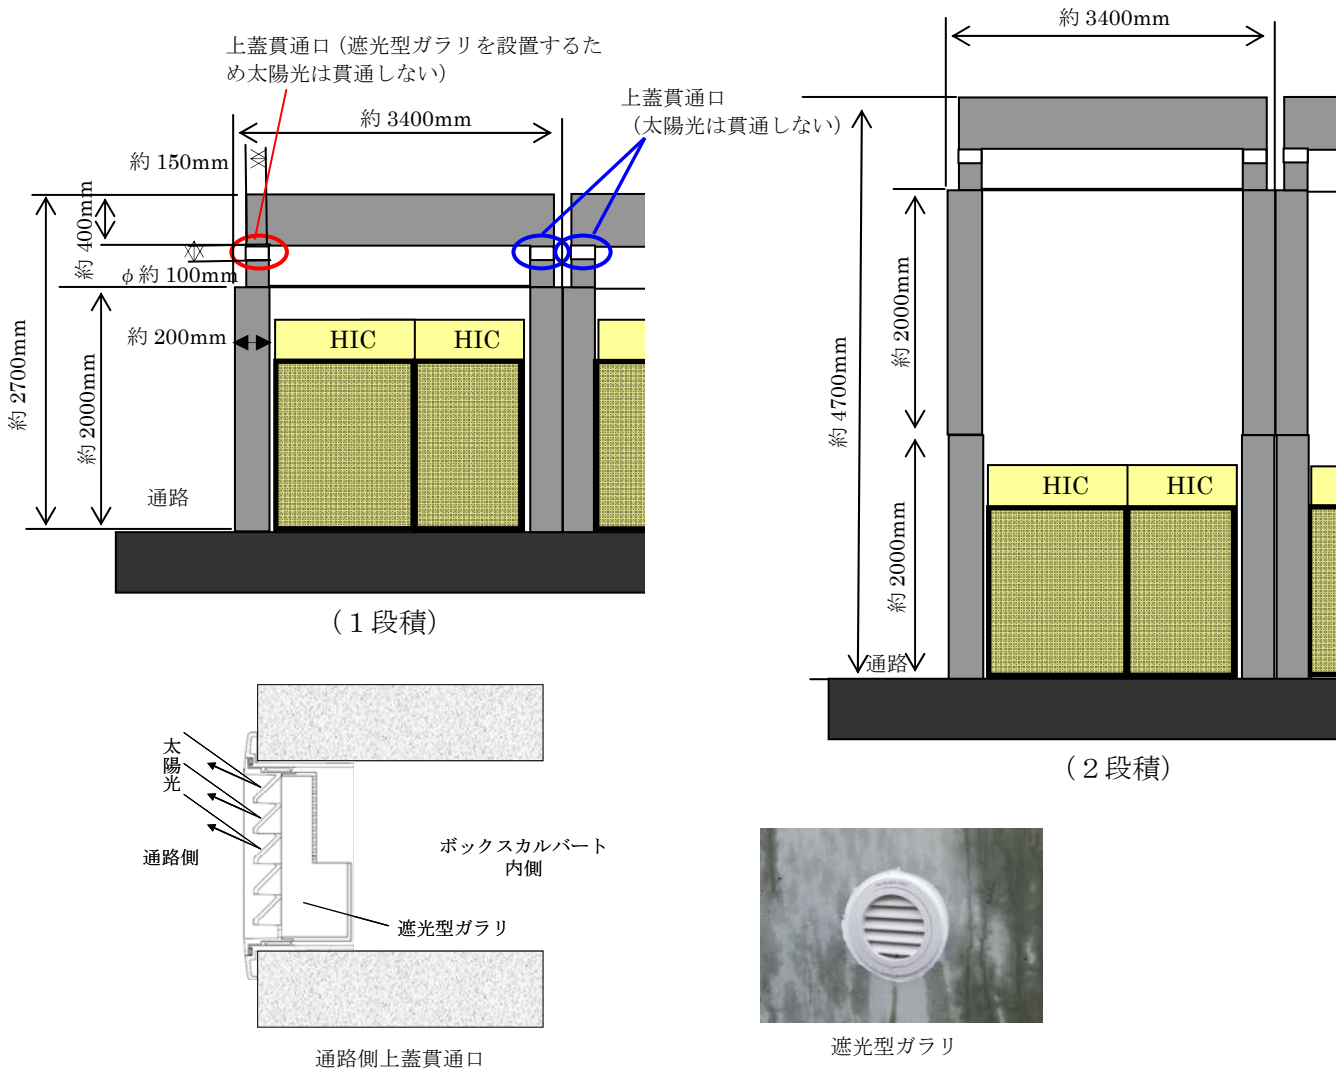 上蓋貫通口（遮光型ガラリを設置するた
め太陽光は貫通しない）
上蓋貫通口
（太陽光は貫通しない）
約 3400mm
約 150mm
約 400mm
φ約 100mm
約 200mm
約 2700mm
約 2000mm
HIC
HIC
通路
（１段積）
約 3400mm
約 4700mm
約 2000mm
約 2000mm
HIC
HIC
通路
（２段積）
太陽光
通路側
ボックスカルバート
内側
遮光型ガラリ
通路側上蓋貫通口
遮光型ガラリ